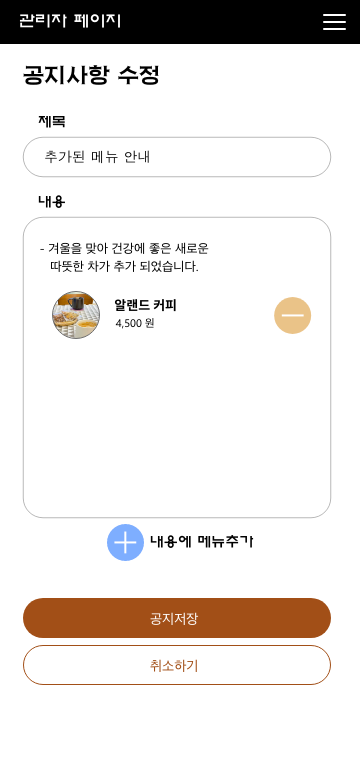 관리자 페이지
공지사항 수정
제목
추가된 메뉴 안내
내용
- 겨울을 맞아 건강에 좋은 새로운
따뜻한 차가 추가 되었습니다.
알랜드 커피
4,500 원
내용에 메뉴추가
공지저장
취소하기